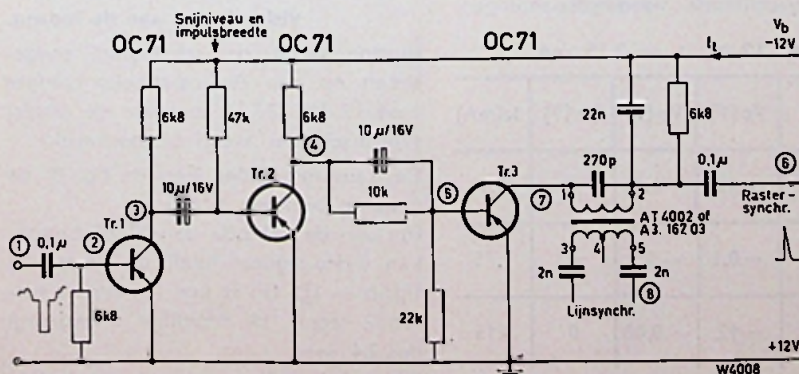 Snijniveau en
impulsbreedte
OC71
OC71
OC71
Vb
-12V
I1
6k8
47k
6k8
22n
6k8
10µ/16V
4
Tr.2
270p
0,1µ
6
Tr.3
10µ/16V
3
10k
5
7
1
2
Raster-
synchr.
Tr.1
1
0,1µ
2
AT 4002 of
A3.162 03
3
4
5
2n
2n
8
6k8
22k
Lijnsynchr.
+12V
W4008